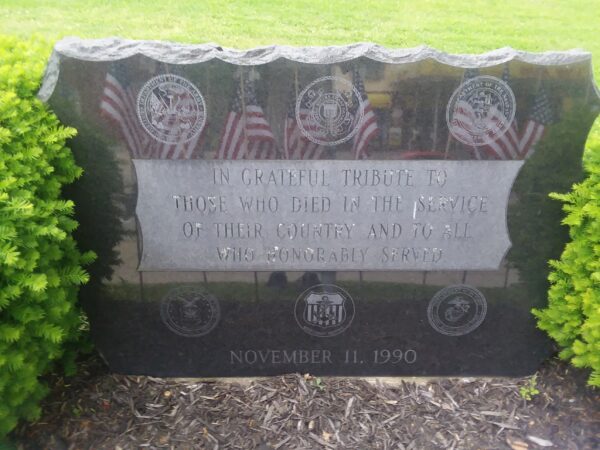 IN GRATEFUL TRIBUTE TO
THOSE WHO DIED IN THE SERVICE
OF THEIR COUNTRY AND TO ALL
WHO HONORABLY SERVED
NOVEMBER 11, 1990